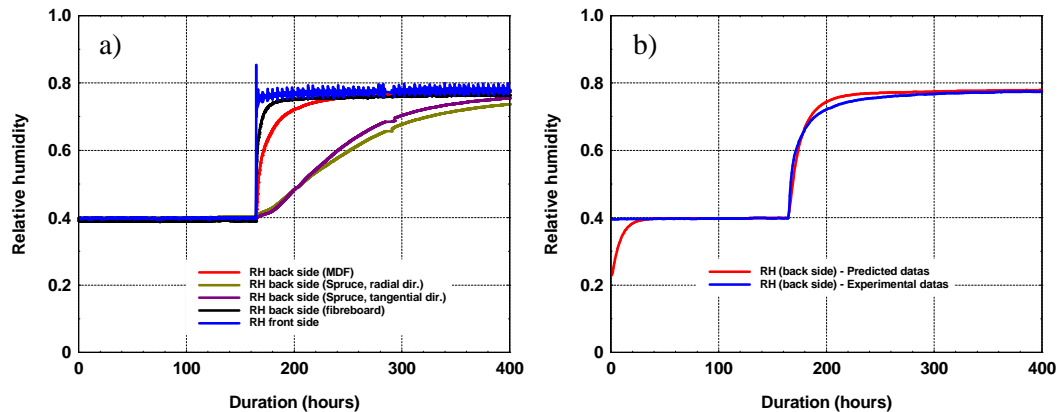 a)
Relative humidity
1.0
0.8
0.6
0.4
0.2
0
RH back side (MDF)
RH back side (Spruce, radial dir.)
RH back side (Spruce, tangential dir.)
RH back side (fibreboard)
RH front side
0 100 200 300 400
Duration (hours)
b)
Relative humidity
1.0
0.8
0.6
0.4
0.2
0
RH (back side) - Predicted datas
RH (back side) - Experimental datas
0 100 200 300 400
Duration (hours)